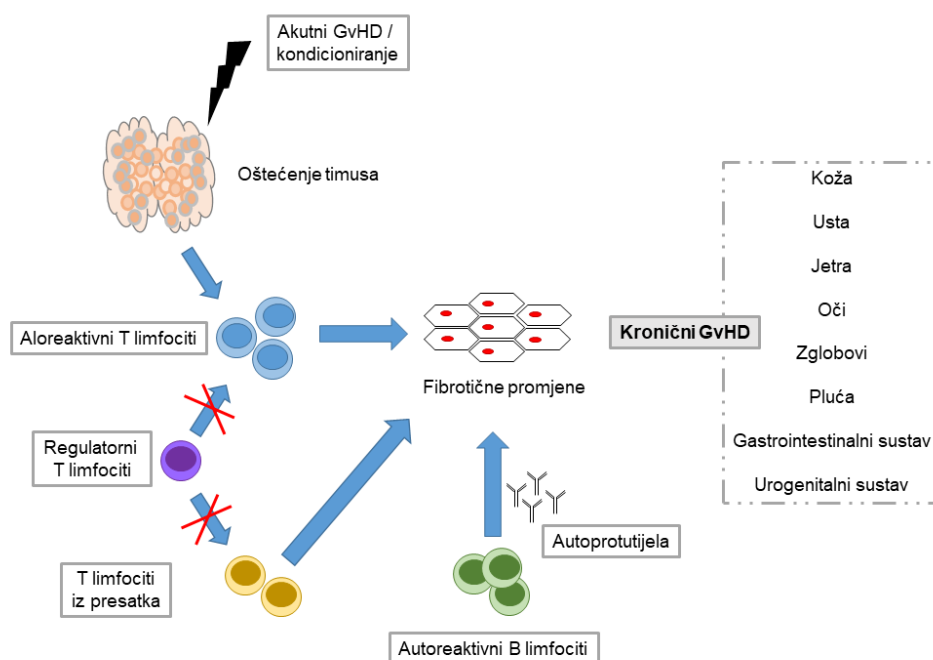 Akutni GvHD /
kondicioniranje
Oštećenje timusa
Aloreaktivni T limfociti
Regulatorni
T limfociti
T limfociti
iz presatka
Fibrotične promjene
Autoprotutijela
Autoreaktivni B limfociti
Kronični GvHD
Koža
Usta
Jetra
Oči
Zglobovi
Pluća
Gastrointestinalni sustav
Urogenitalni sustav